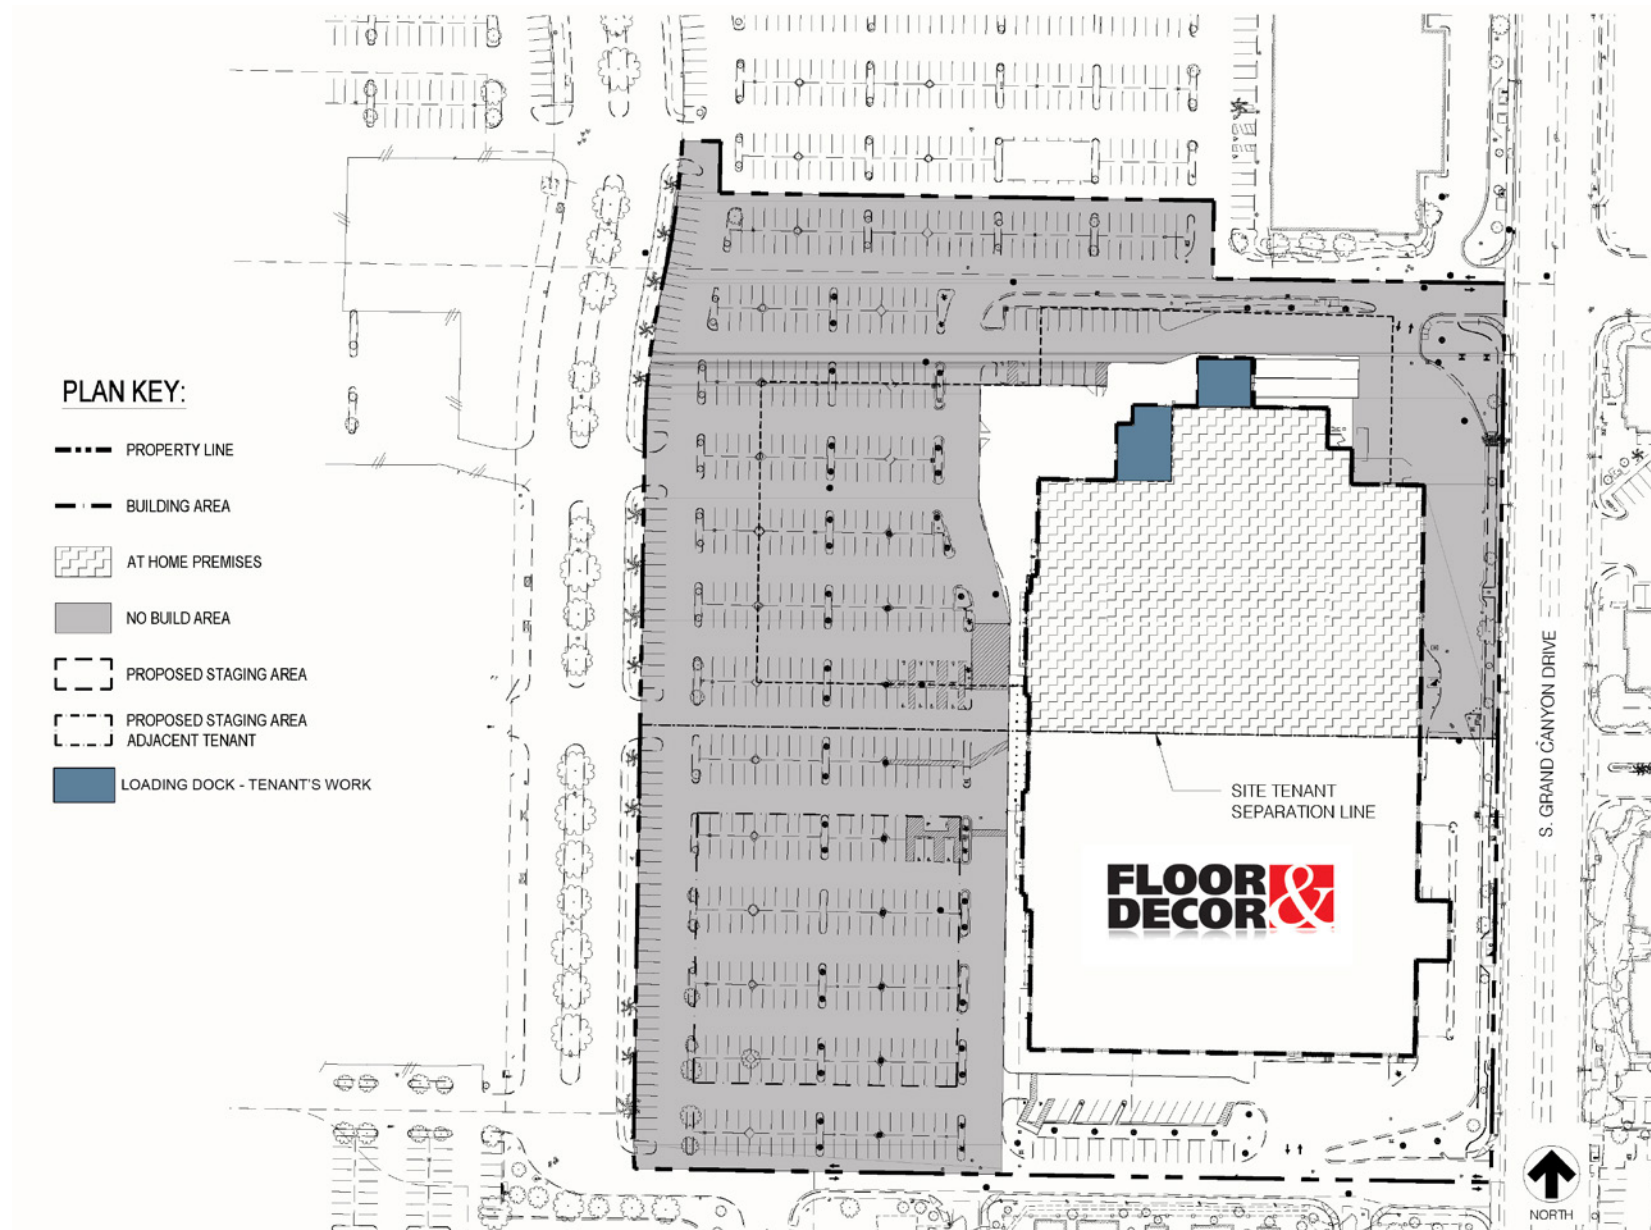 PLAN KEY:
PROPERTY LINE
BUILDING AREA
AT HOME PREMISES
NO BUILD AREA
PROPOSED STAGING AREA
PROPOSED STAGING AREA
ADJACENT TENANT
LOADING DOCK - TENANT'S WORK
SITE TENANT
SEPARATION LINE
FLOOR &
DECOR
S. GRAND CANYON DRIVE
NORTH